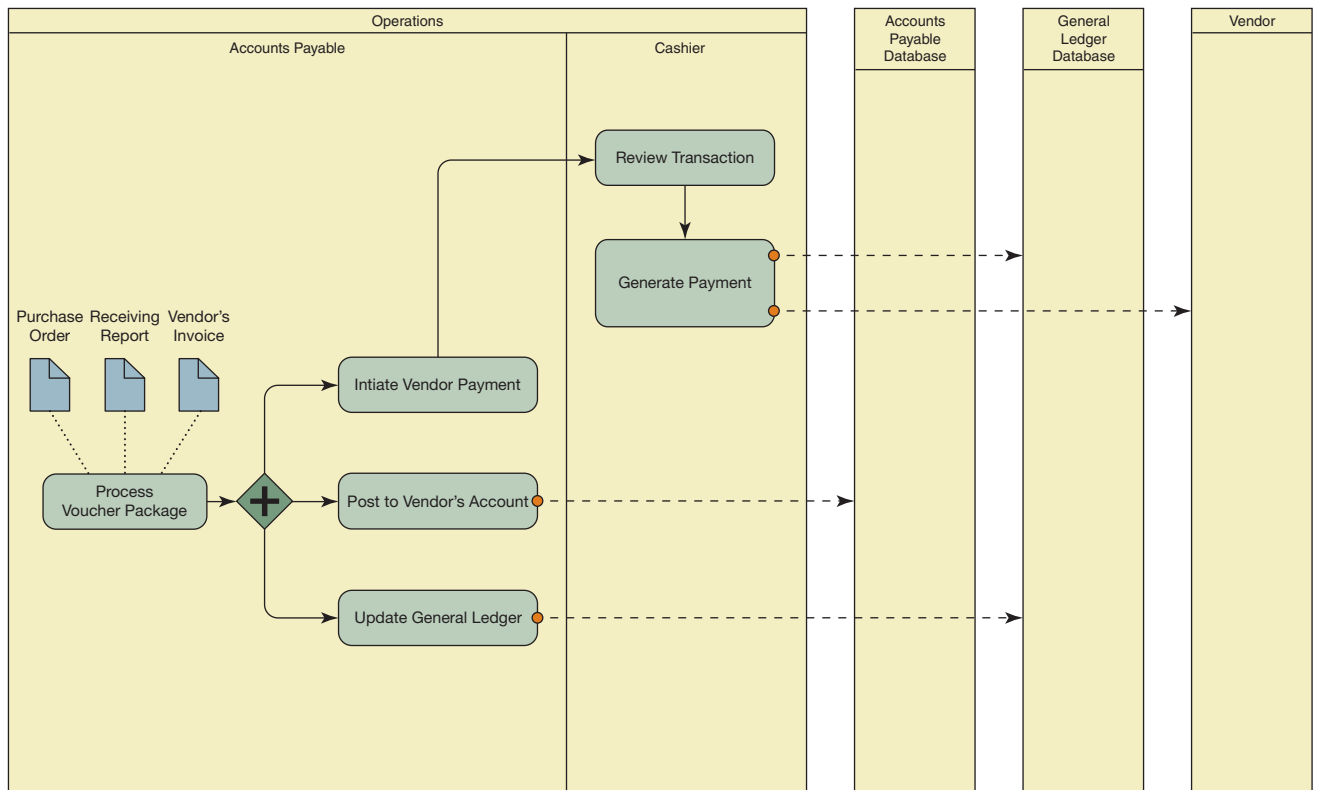 Operations
Accounts Payable
Cashier
Accounts
Payable
Database
General
Ledger
Database
Vendor
Review Transaction
Generate Payment
Purchase
Order
Receiving
Report
Vendor's
Invoice
Intiate Vendor Payment
Process
Voucher Package
Post to Vendor's Account
Update General Ledger